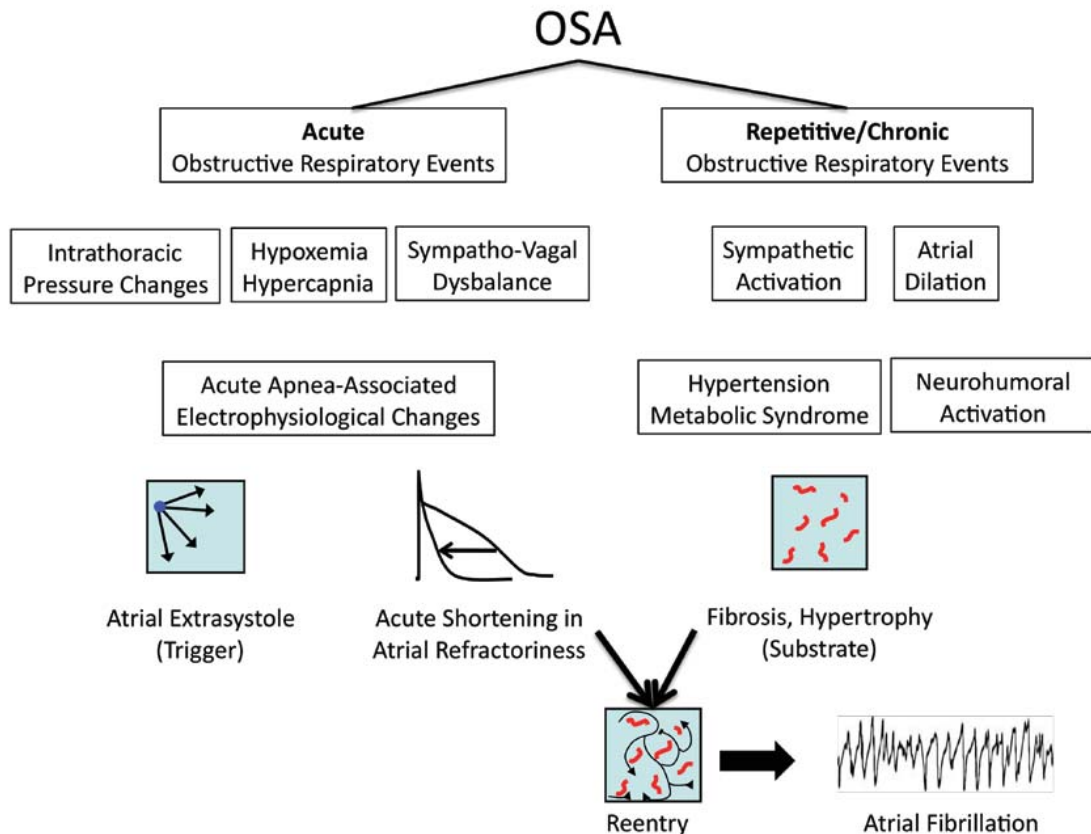 OSA
Acute
Obstructive Respiratory Events
Repetitive/Chronic
Obstructive Respiratory Events
Intrathoracic
Pressure Changes
Hypoxemia
Hypercapnia
Sympatho-Vagal
Dysbalance
Sympathetic
Activation
Atrial
Dilation
Acute Apnea-Associated
Electrophysiological Changes
Hypertension
Metabolic Syndrome
Neurohumoral
Activation
Atrial Extrasystole
(Trigger)
Acute Shortening in
Atrial Refractoriness
Fibrosis, Hypertrophy
(Substrate)
Reentry
Atrial Fibrillation